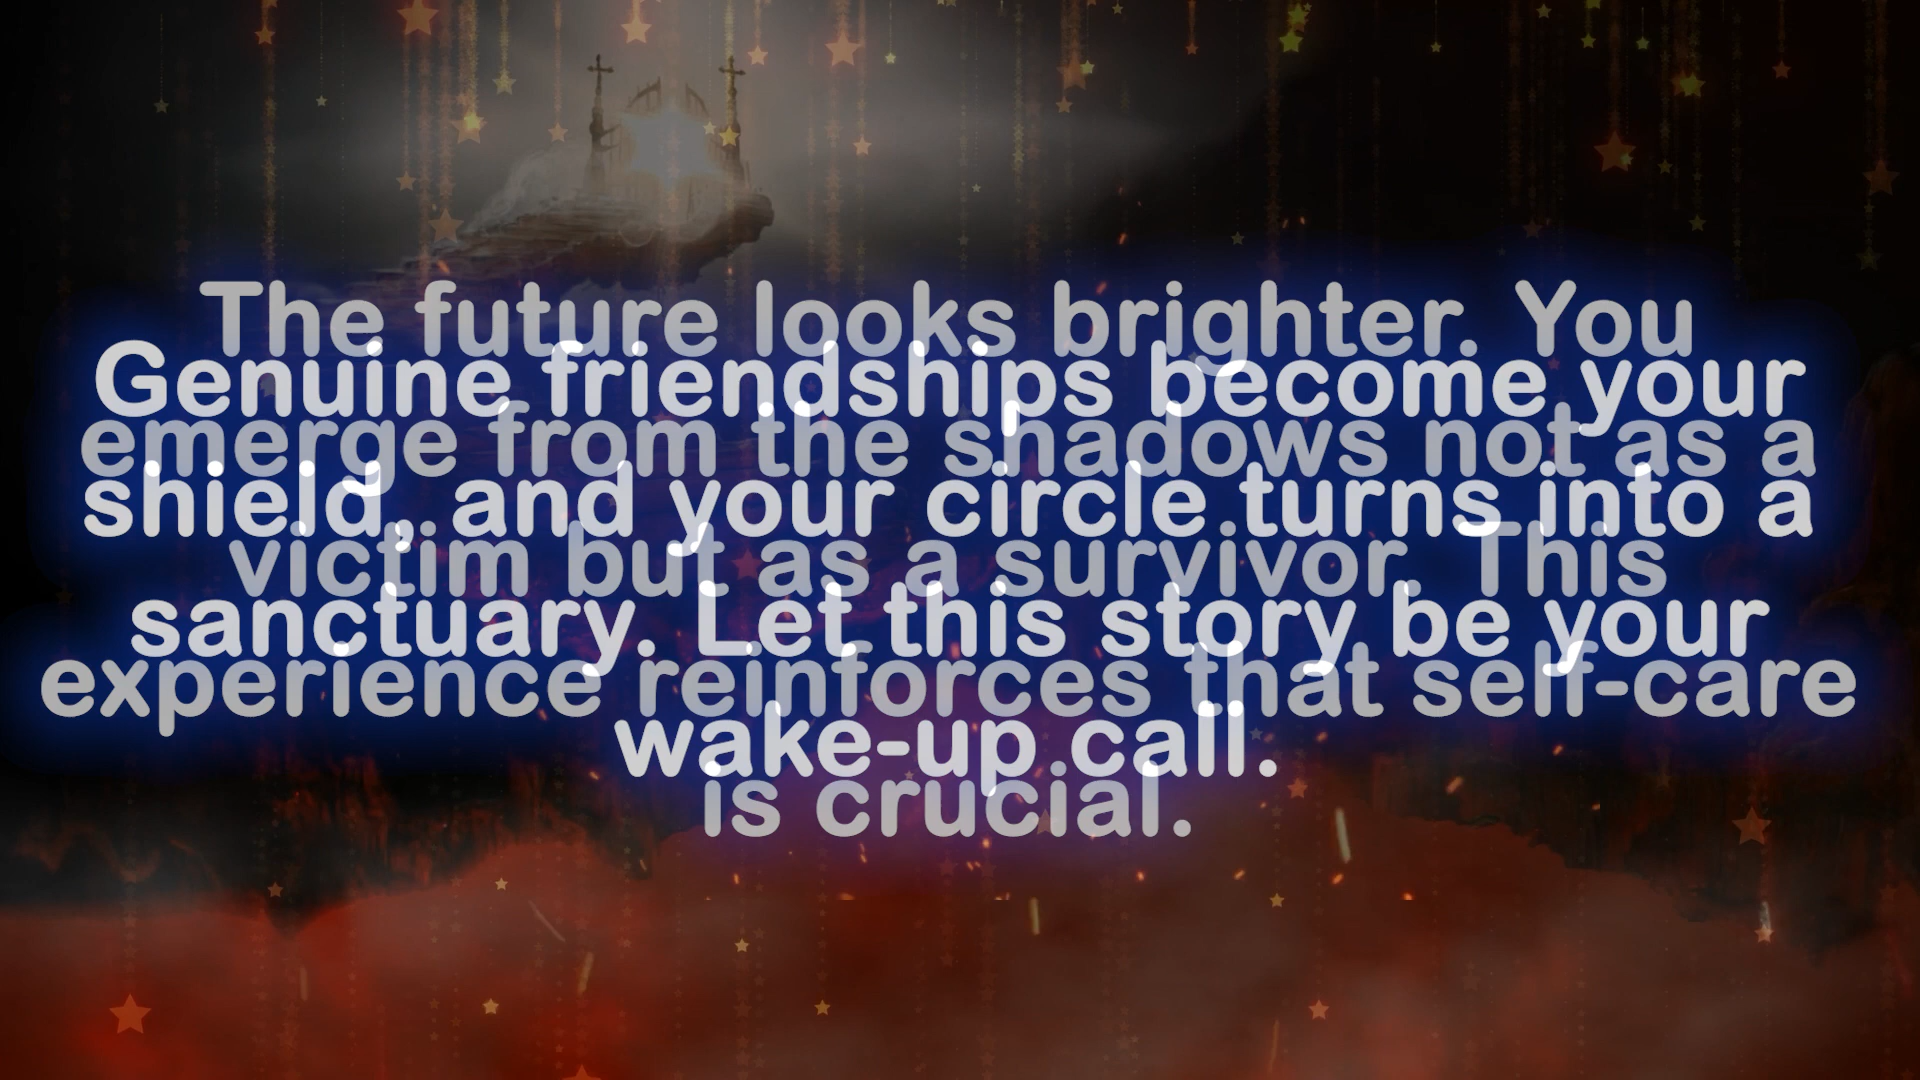 The future looks brighter. You
Genuine friendships become your
emerge from the shadows not as a
shield, and your circle turns into a
victim but as a survivor. This
sanctuary. Let this story be your
experience reinforces that self-care
wake-up call.
is crucial.